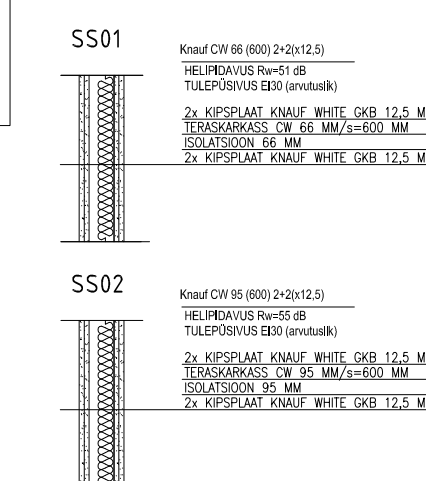 SS01
Knauf CW 66 (600) 2+2(x12,5)
HELIPIDAVUS Rw=51 dB
TULEPÜSIVUS EI30 (arvutuslik)
2x KIPSPLAAT KNAUF WHITE GKB 12,5 M
TERASKARKASS CW 66 MM/s=600 MM
ISOLATSIOON 66 MM
2x KIPSPLAAT KNAUF WHITE GKB 12,5 M
SS02
Knauf CW 95 (600) 2+2(x12,5)
HELIPIDAVUS Rw=55 dB
TULEPÜSIVUS EI30 (arvutuslik)
2x KIPSPLAAT KNAUF WHITE GKB 12,5 M
TERASKARKASS CW 95 MM/s=600 MM
ISOLATSIOON 95 MM
2x KIPSPLAAT KNAUF WHITE GKB 12,5 M